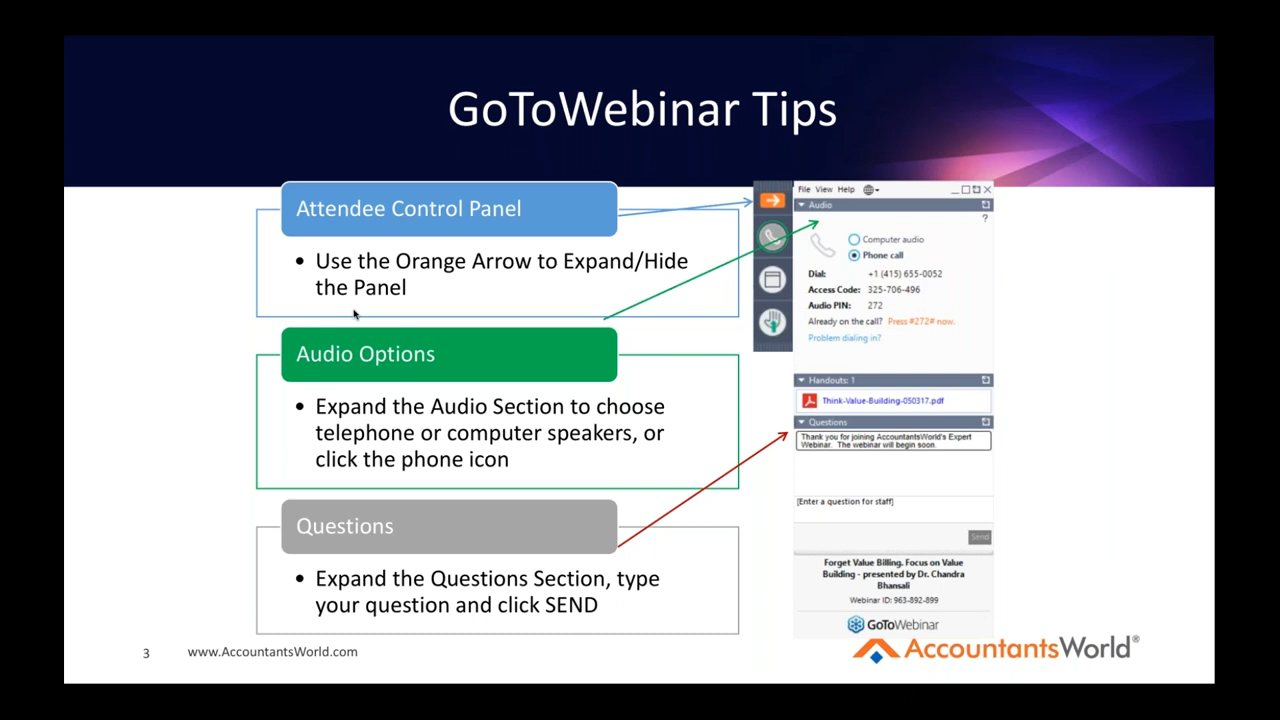 GoToWebinar Tips
Attendee Control Panel
• Use the Orange Arrow to Expand/Hide
the Panel
Audio Options
• Expand the Audio Section to choose
telephone or computer speakers, or
click the phone icon
Questions
• Expand the Questions Section, type
your question and click SEND
File View Help
Audio
?
Computer audio
Phone call
Dial: +1 (415) 655-0052
Access Code: 325-706-496
Audio PIN: 272
Already on the call? Press #272# now.
Problem dialing in?
Handouts: 1
Think-Value-Building-050317.pdf
Questions
Thank you for joining AccountantsWorld's Expert
Webinar. The webinar will begin soon.
[Enter a question for staff]
Send
Forget Value Billing. Focus on Value
Building - presented by Dr. Chandra
Bhansali
Webinar ID: 963-892-899
GoToWebinar
3
www.AccountantsWorld.com
AccountantsWorld®